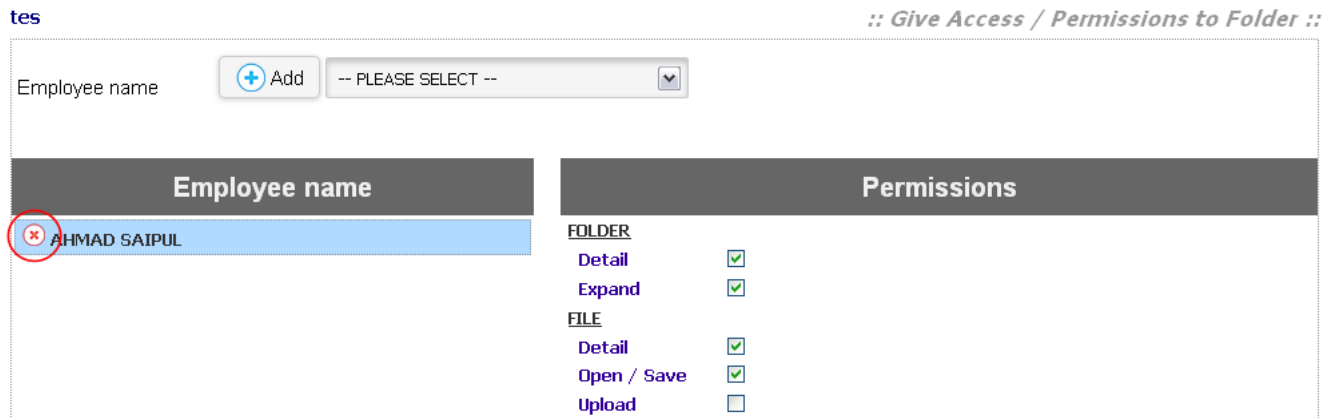 tes
:: Give Access / Permissions to Folder ::
Employee name
Add
-- PLEASE SELECT --
Employee name
Permissions
AHMAD SAIPUL
FOLDER
Detail
Expand
FILE
Detail
Open / Save
Upload